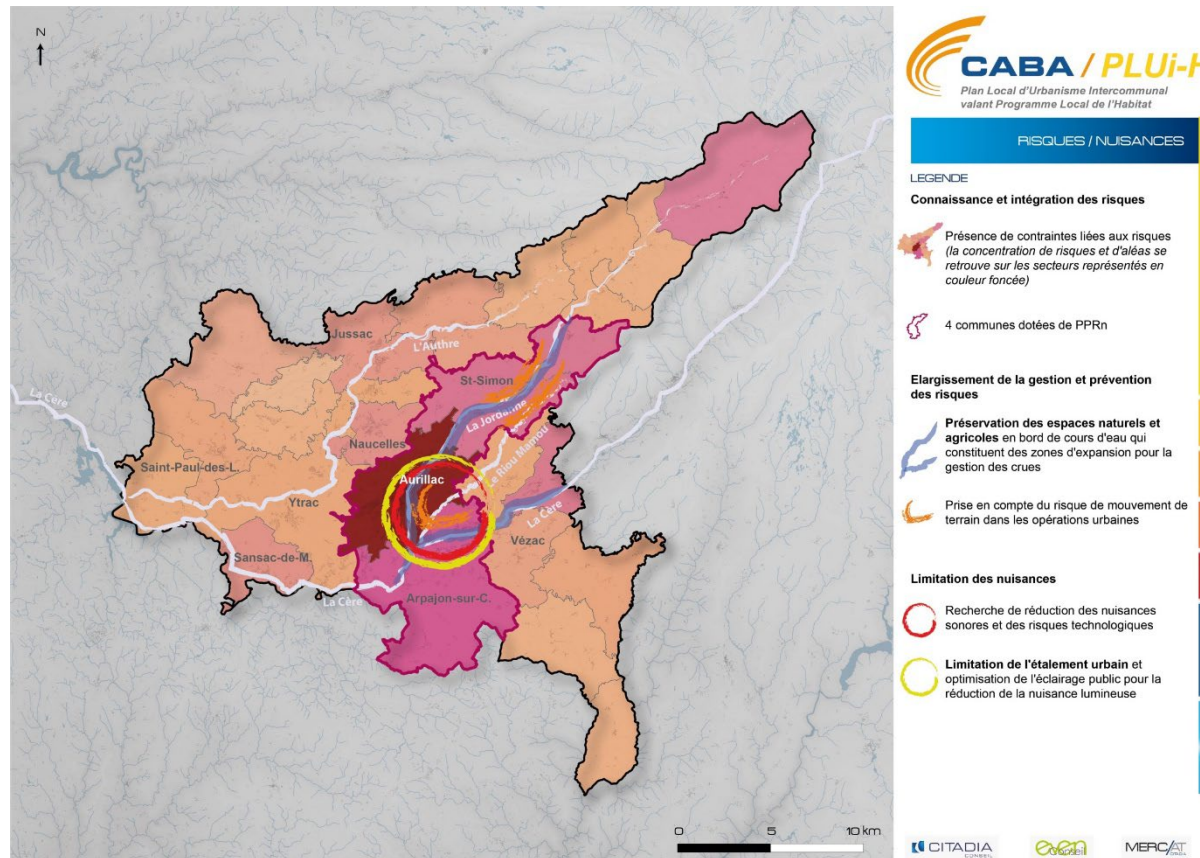 N
Jussac
L'Authre
St-Simon
La Cère
La Jordanne
Naucelles
Le Riou Mamou
Saint-Paul-des-L.
Aurillac
Ytrac
La Cère
Vézac
Sansac-de-M.
La Cère
Arpajon-sur-C.
0 5 10 km
CABA / PLUi-H
Plan Local d'Urbanisme Intercommunal
valant Programme Local de l'Habitat
RISQUES / NUISANCES
LEGENDE
Connaissance et intégration des risques
Présence de contraintes liées aux risques
(la concentration de risques et d'aléas se
retrouve sur les secteurs représentés en
couleur foncée)
4 communes dotées de PPRn
Elargissement de la gestion et prévention
des risques
Préservation des espaces naturels et
agricoles en bord de cours d'eau qui
constituent des zones d'expansion pour la
gestion des crues
Prise en compte du risque de mouvement de
terrain dans les opérations urbaines
Limitation des nuisances
Recherche de réduction des nuisances
sonores et des risques technologiques
Limitation de l'étalement urbain et
optimisation de l'éclairage public pour la
réduction de la nuisance lumineuse
CITADIA
CONSEIL
even
Conseil
MERCAT